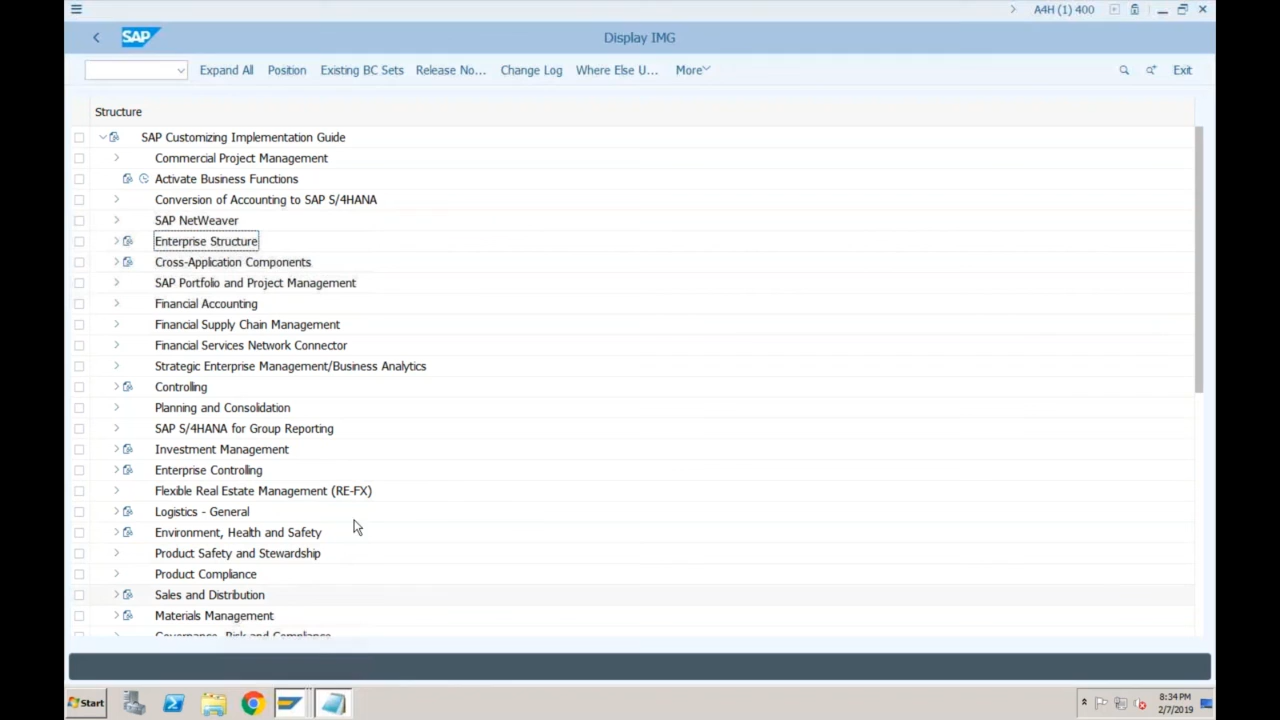 A4H (1) 400
SAP
Display IMG
Expand All Position Existing BC Sets Release No... Change Log Where Else U... More Exit
Structure
SAP Customizing Implementation Guide
Commercial Project Management
Activate Business Functions
Conversion of Accounting to SAP S/4HANA
SAP NetWeaver
Enterprise Structure
Cross-Application Components
SAP Portfolio and Project Management
Financial Accounting
Financial Supply Chain Management
Financial Services Network Connector
Strategic Enterprise Management/Business Analytics
Controlling
Planning and Consolidation
SAP S/4HANA for Group Reporting
Investment Management
Enterprise Controlling
Flexible Real Estate Management (RE-FX)
Logistics - General
Environment, Health and Safety
Product Safety and Stewardship
Product Compliance
Sales and Distribution
Materials Management
Governance, Risk and Compliance
Start
8:34 PM
2/7/2019